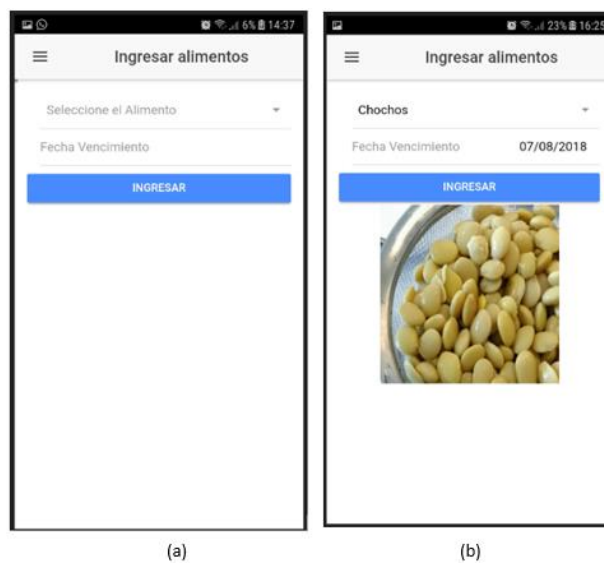 6% 14:37
Ingresar alimentos
Seleccione el Alimento
Fecha Vencimiento
INGRESAR
(a)
23% 16:25
Ingresar alimentos
Chochos
Fecha Vencimiento 07/08/2018
INGRESAR
(b)